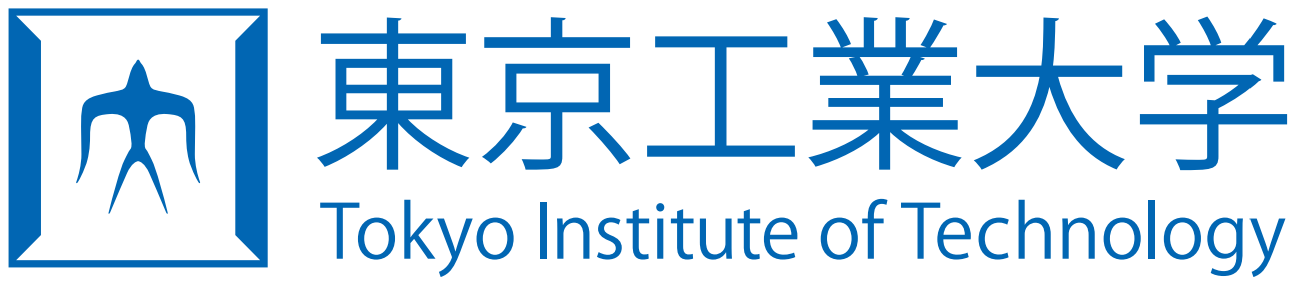 東京工業大学
Tokyo Institute of Technology